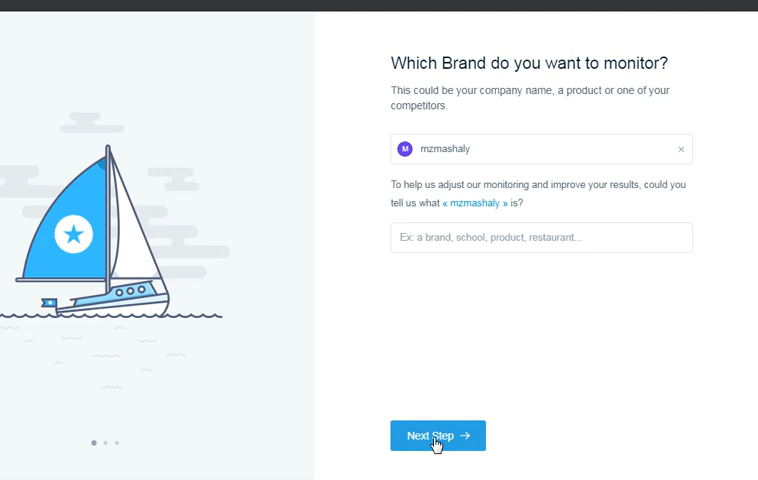 Which Brand do you want to monitor?
This could be your company name, a product or one of your
competitors.
M mzmashaly ×
To help us adjust our monitoring and improve your results, could you
tell us what « mzmashaly » is?
Ex: a brand, school, product, restaurant...
Next Step →